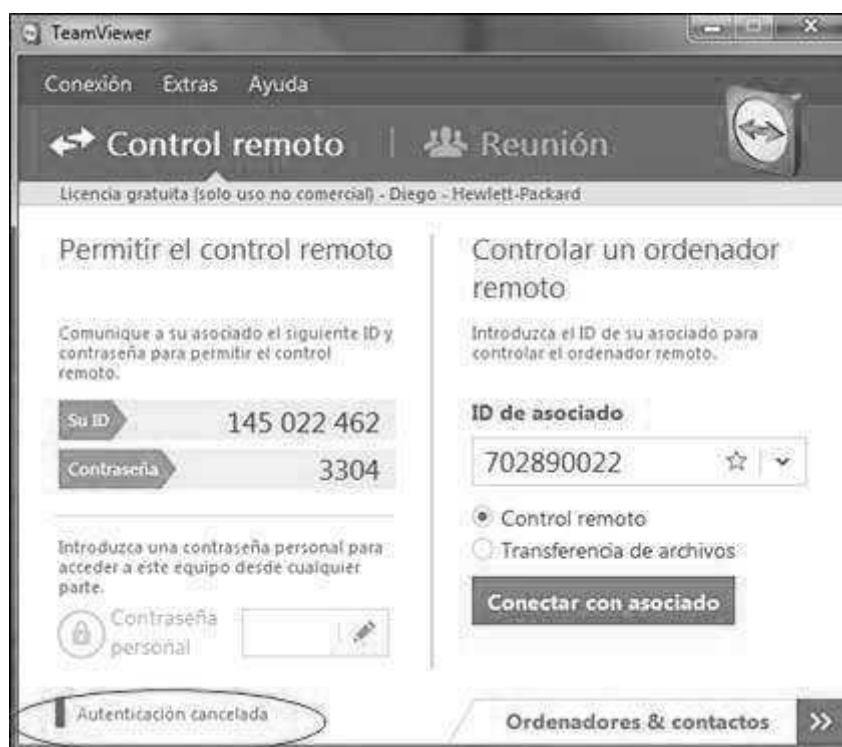 TeamViewer
Conexión Extras Ayuda
Control remoto Reunión
Licencia gratuita (solo uso no comercial) - Diego - Hewlett-Packard
Permitir el control remoto
Comunique a su asociado el siguiente ID y
contraseña para permitir el control
remoto.
Su ID 145 022 462
Contraseña 3304
Introduzca una contraseña personal para
acceder a este equipo desde cualquier
parte.
Contraseña
personal
Autenticación cancelada
Controlar un ordenador
remoto
Introduzca el ID de su asociado para
controlar el ordenador remoto.
ID de asociado
702890022
Control remoto
Transferencia de archivos
Conectar con asociado
Ordenadores & contactos